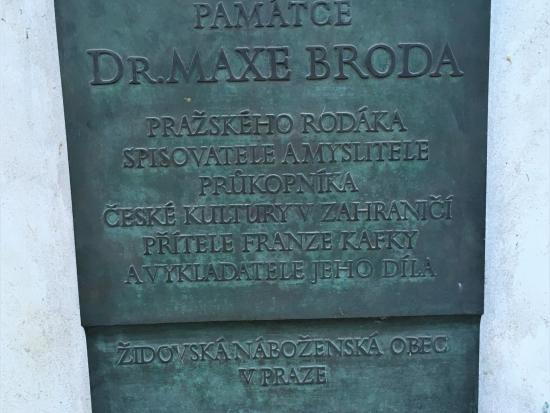 PAMÁTCE
DR. MAXE BRODA
PRAŽSKÉHO RODÁKA
SPISOVATELE A MYSLITELE
PRŮKOPNÍKA
ČESKÉ KULTURY V ZAHRANIČÍ
PŘÍTELE FRANZE KAFKY
A VYKLADATELE JEHO DÍLA
ŽIDOVSKÁ NÁBOŽENSKÁ OBEC
V PRAZE